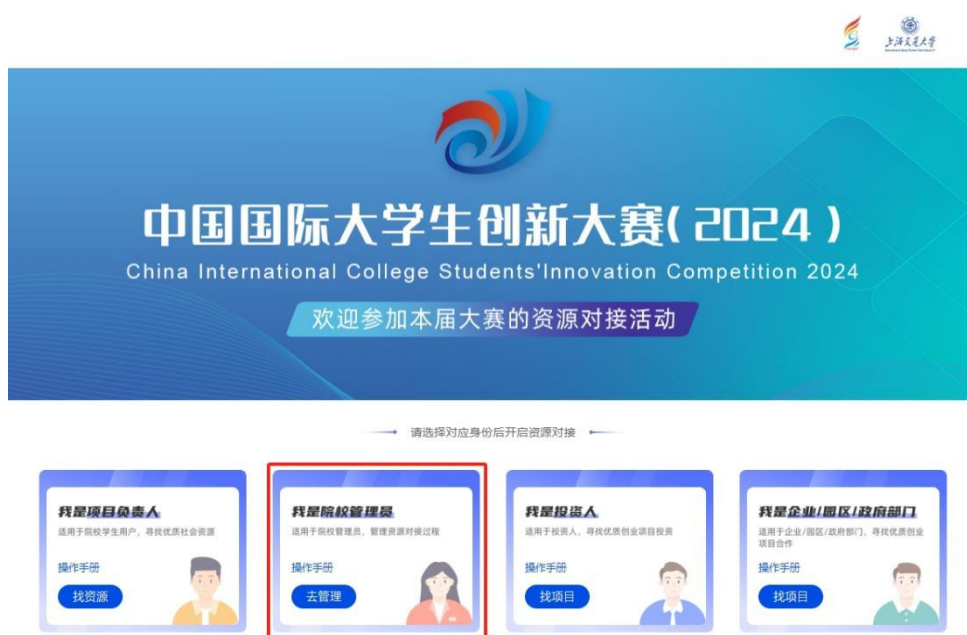 上海交通大学
中国国际大学生创新大赛(2024)
China International College Students'Innovation Competition 2024
欢迎参加本届大赛的资源对接活动
请选择对应身份后开启资源对接
我是项目负责人
适用于院校学生用户，寻找优质社会资源
操作手册
找资源
我是院校管理员
适用于院校管理员，管理资源对接过程
操作手册
去管理
我是投资人
适用于投资人，寻找优质创业项目投资
操作手册
找项目
我是企业/园区/政府部门
适用于企业/园区/政府部门，寻找优质创业
项目合作
操作手册
找项目